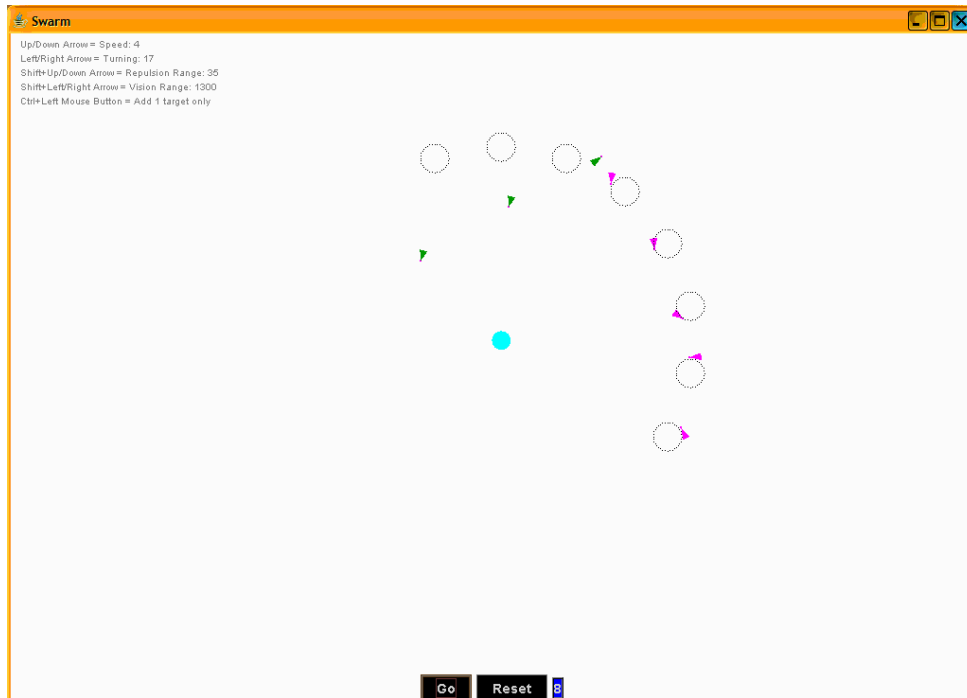 Swarm
Up/Down Arrow = Speed: 4
Left/Right Arrow = Turning: 17
Shift+Up/Down Arrow = Repulsion Range: 35
Shift+Left/Right Arrow = Vision Range: 1300
Ctrl+Left Mouse Button = Add 1 target only
Go Reset 8